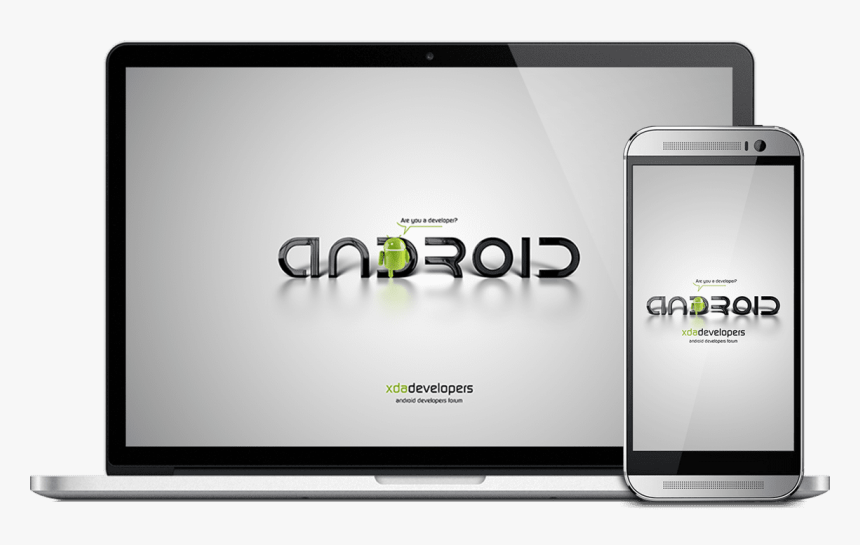 Are you a developer?
ANDROID
xdadevelopers
android developers forum
Are you a developer?
ANDROID
xdadevelopers
android developers forum